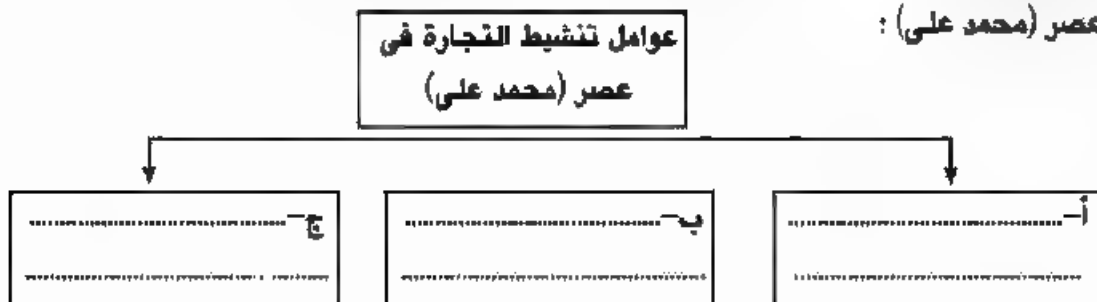 عصر (محمد على) :
عوامل تنشيط التجارة فى
عصر (محمد على)
أ- ........................................
........................................
ب- ........................................
........................................
ج- ........................................
........................................